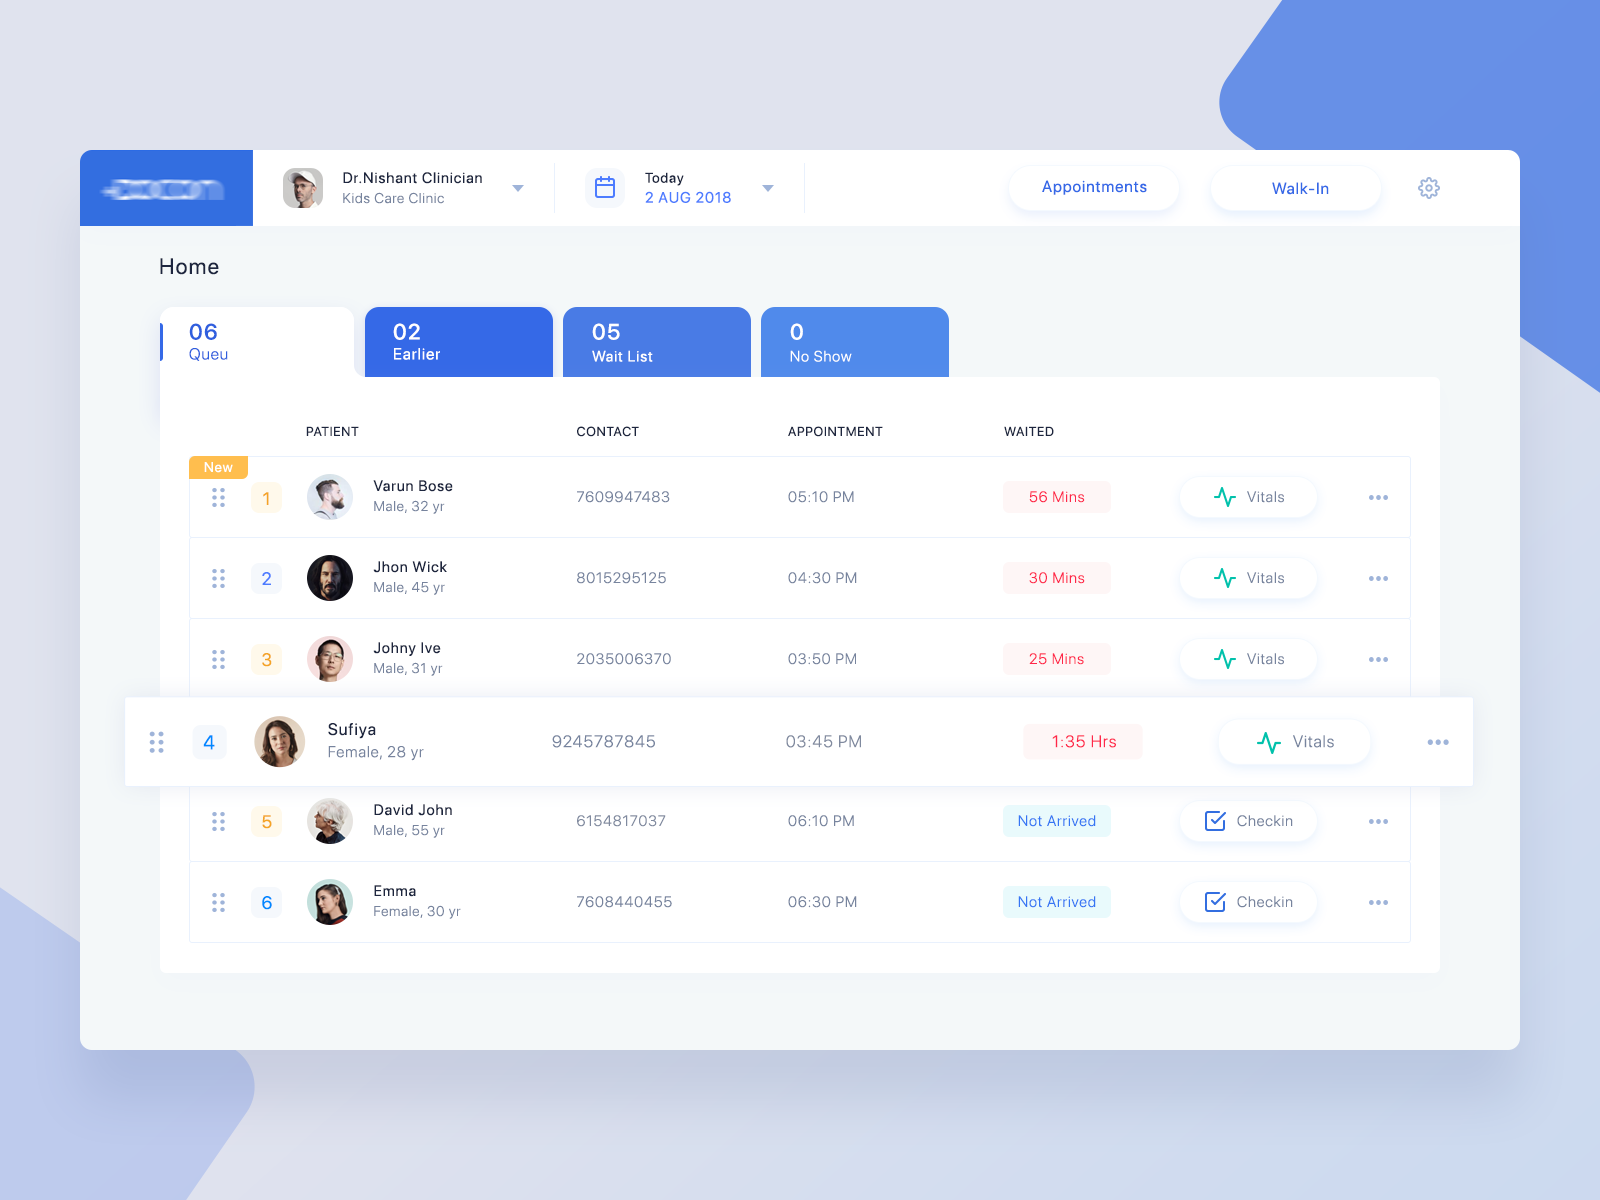 Dr.Nishant Clinician
Kids Care Clinic
Today
2 AUG 2018
Appointments
Walk-In
Home
06
Queu
02
Earlier
05
Wait List
0
No Show
PATIENT CONTACT APPOINTMENT WAITED
New
1 Varun Bose 7609947483 05:10 PM 56 Mins Vitals
Male, 32 yr
2 Jhon Wick 8015295125 04:30 PM 30 Mins Vitals
Male, 45 yr
3 Johny Ive 2035006370 03:50 PM 25 Mins Vitals
Male, 31 yr
4 Sufiya 9245787845 03:45 PM 1:35 Hrs Vitals
Female, 28 yr
5 David John 6154817037 06:10 PM Not Arrived Checkin
Male, 55 yr
6 Emma 7608440455 06:30 PM Not Arrived Checkin
Female, 30 yr